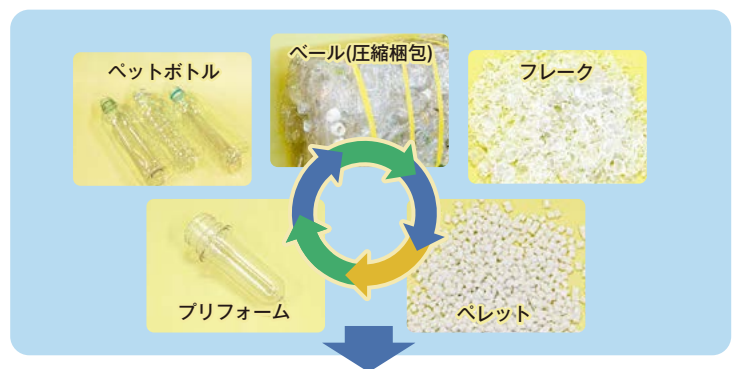 ペットボトル
ベール(圧縮梱包)
フレーク
プリフォーム
ペレット